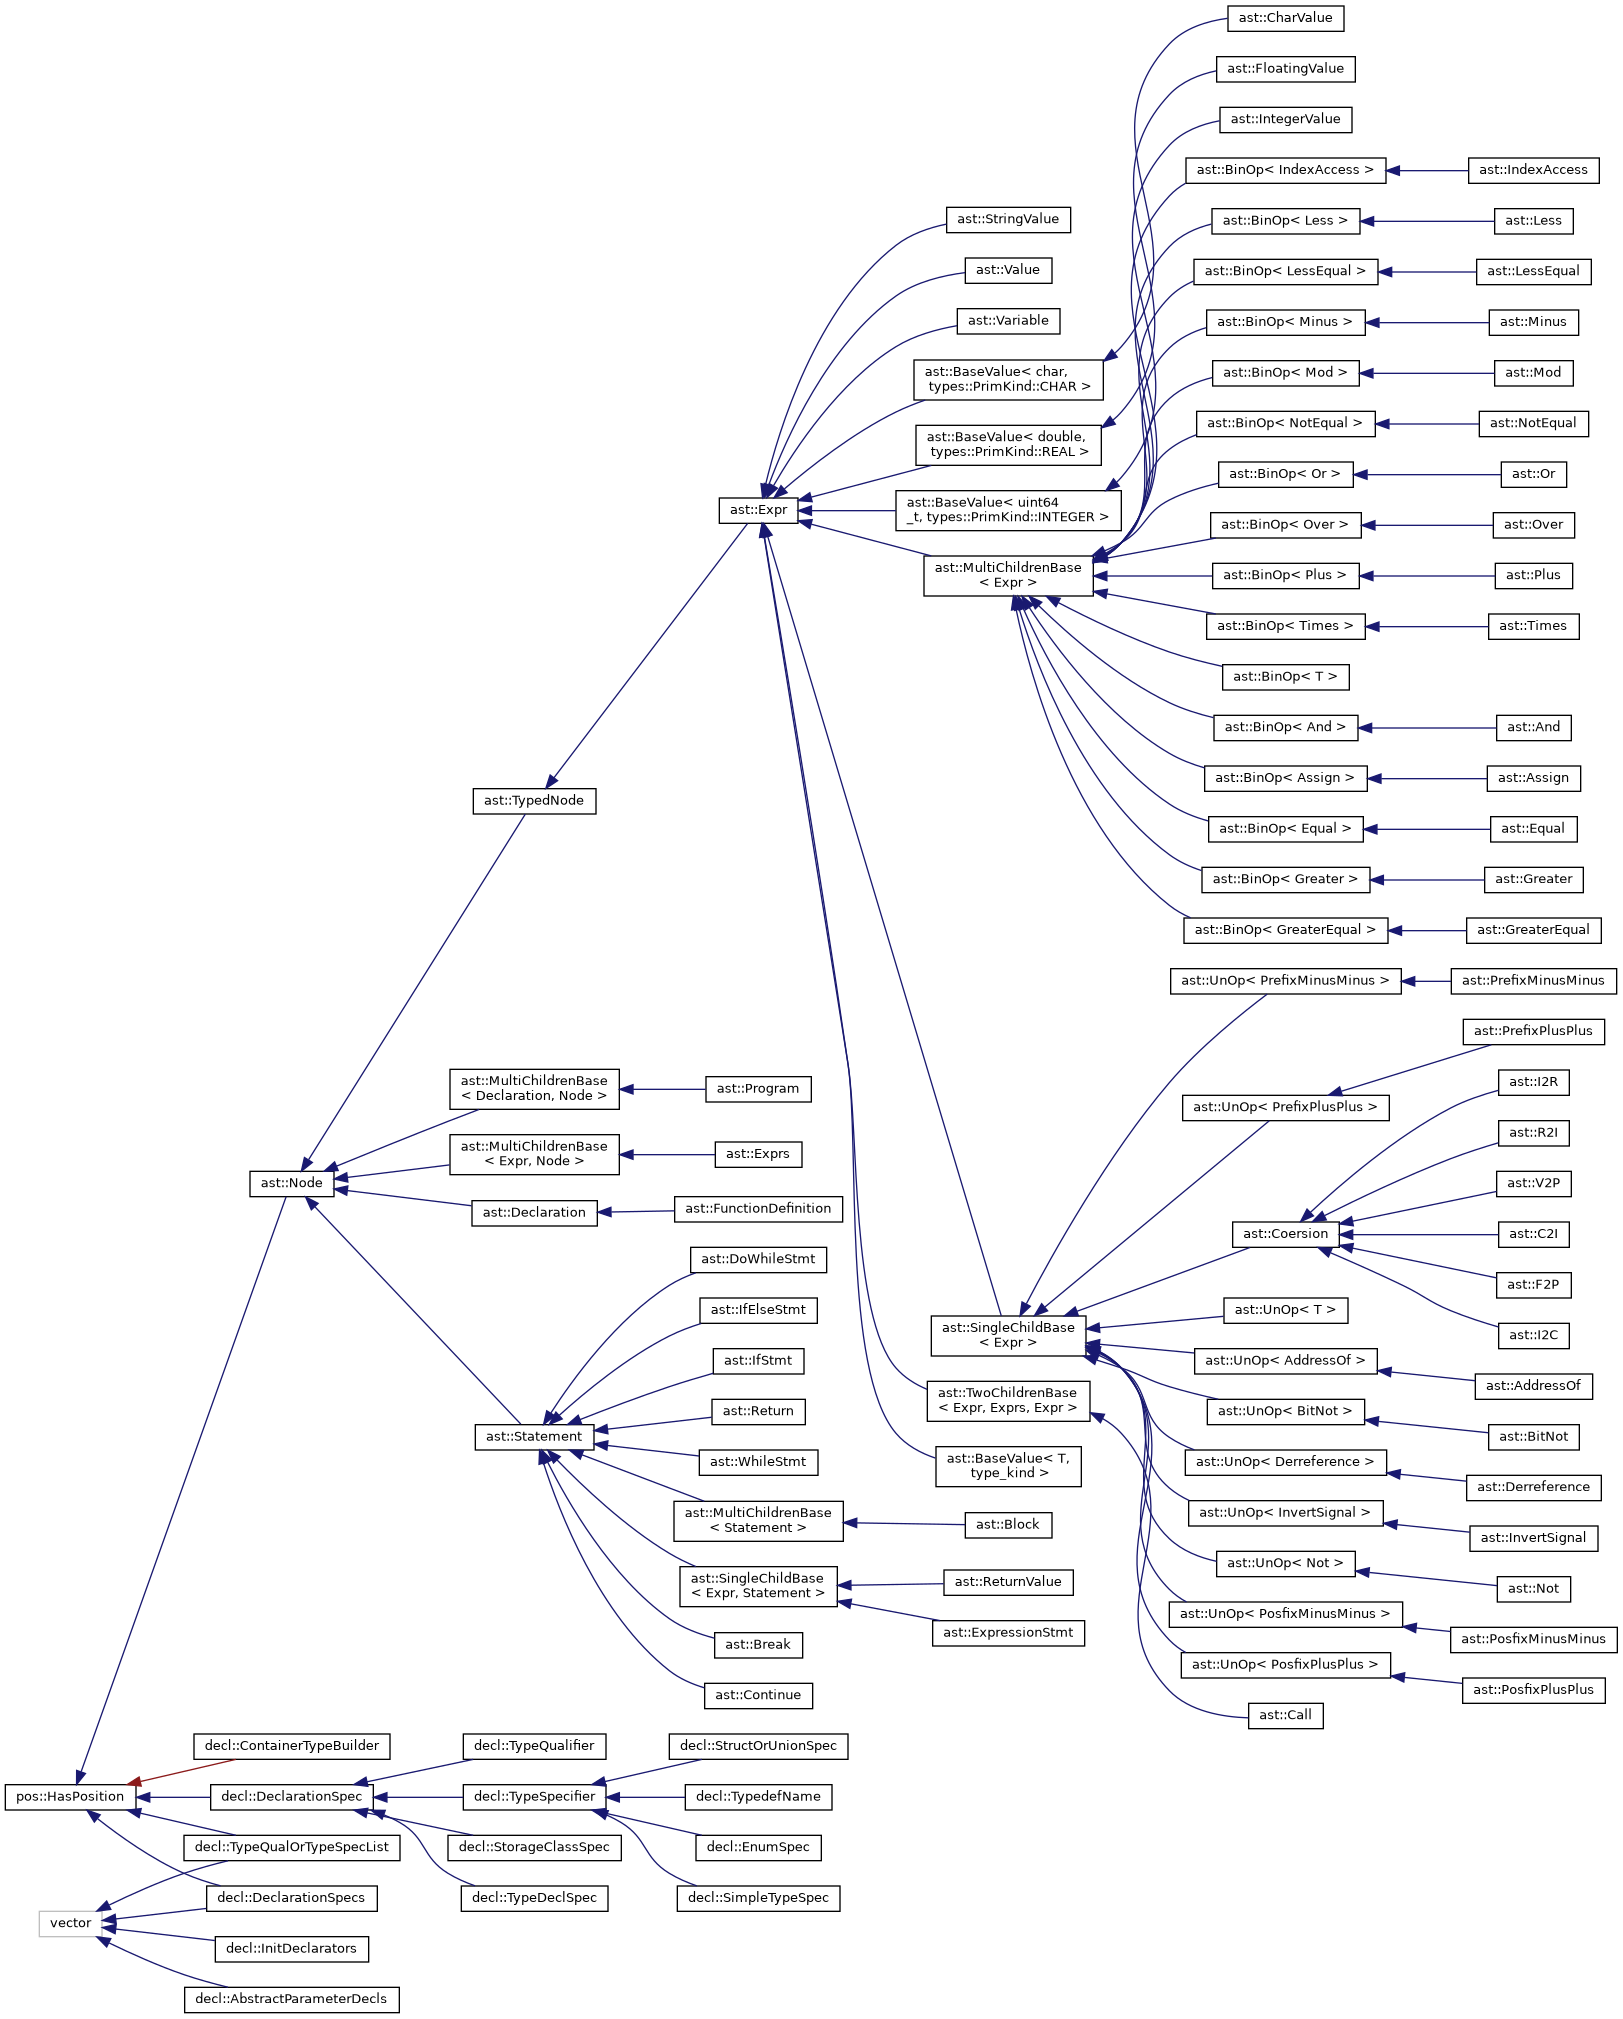 ast::CharValue
ast::FloatingValue
ast::IntegerValue
ast::BinOp< IndexAccess >
ast::IndexAccess
ast::StringValue
ast::BinOp< Less >
ast::Less
ast::Value
ast::BinOp< LessEqual >
ast::LessEqual
ast::Variable
ast::BinOp< Minus >
ast::Minus
ast::BaseValue< char,
types::PrimKind::CHAR >
ast::BinOp< Mod >
ast::Mod
ast::BinOp< NotEqual >
ast::NotEqual
ast::BaseValue< double,
types::PrimKind::REAL >
ast::BinOp< Or >
ast::Or
ast::Expr
ast::BaseValue< uint64
_t, types::PrimKind::INTEGER >
ast::BinOp< Over >
ast::Over
ast::MultiChildrenBase
< Expr >
ast::BinOp< Plus >
ast::Plus
ast::BinOp< Times >
ast::Times
ast::BinOp< T >
ast::BinOp< And >
ast::And
ast::BinOp< Assign >
ast::Assign
ast::TypedNode
ast::BinOp< Equal >
ast::Equal
ast::BinOp< Greater >
ast::Greater
ast::BinOp< GreaterEqual >
ast::GreaterEqual
ast::UnOp< PrefixMinusMinus >
ast::PrefixMinusMinus
ast::PrefixPlusPlus
ast::MultiChildrenBase
< Declaration, Node >
ast::Program
ast::I2R
ast::UnOp< PrefixPlusPlus >
ast::R2I
ast::MultiChildrenBase
< Expr, Node >
ast::Exprs
ast::Node
ast::V2P
ast::Declaration
ast::FunctionDefinition
ast::Coersion
ast::C2I
ast::DoWhileStmt
ast::F2P
ast::IfElseStmt
ast::UnOp< T >
ast::SingleChildBase
< Expr >
ast::I2C
ast::IfStmt
ast::UnOp< AddressOf >
ast::AddressOf
ast::TwoChildrenBase
< Expr, Exprs, Expr >
ast::Return
ast::UnOp< BitNot >
ast::BitNot
ast::Statement
ast::WhileStmt
ast::BaseValue< T,
type_kind >
ast::UnOp< Derreference >
ast::Derreference
ast::MultiChildrenBase
< Statement >
ast::Block
ast::UnOp< InvertSignal >
ast::InvertSignal
ast::UnOp< Not >
ast::Not
ast::SingleChildBase
< Expr, Statement >
ast::ReturnValue
ast::UnOp< PosfixMinusMinus >
ast::PosfixMinusMinus
ast::ExpressionStmt
ast::Break
ast::UnOp< PosfixPlusPlus >
ast::PosfixPlusPlus
ast::Continue
ast::Call
decl::ContainerTypeBuilder
decl::TypeQualifier
decl::StructOrUnionSpec
pos::HasPosition
decl::DeclarationSpec
decl::TypeSpecifier
decl::TypedefName
decl::TypeQualOrTypeSpecList
decl::StorageClassSpec
decl::EnumSpec
decl::DeclarationSpecs
decl::TypeDeclSpec
decl::SimpleTypeSpec
vector
decl::InitDeclarators
decl::AbstractParameterDecls